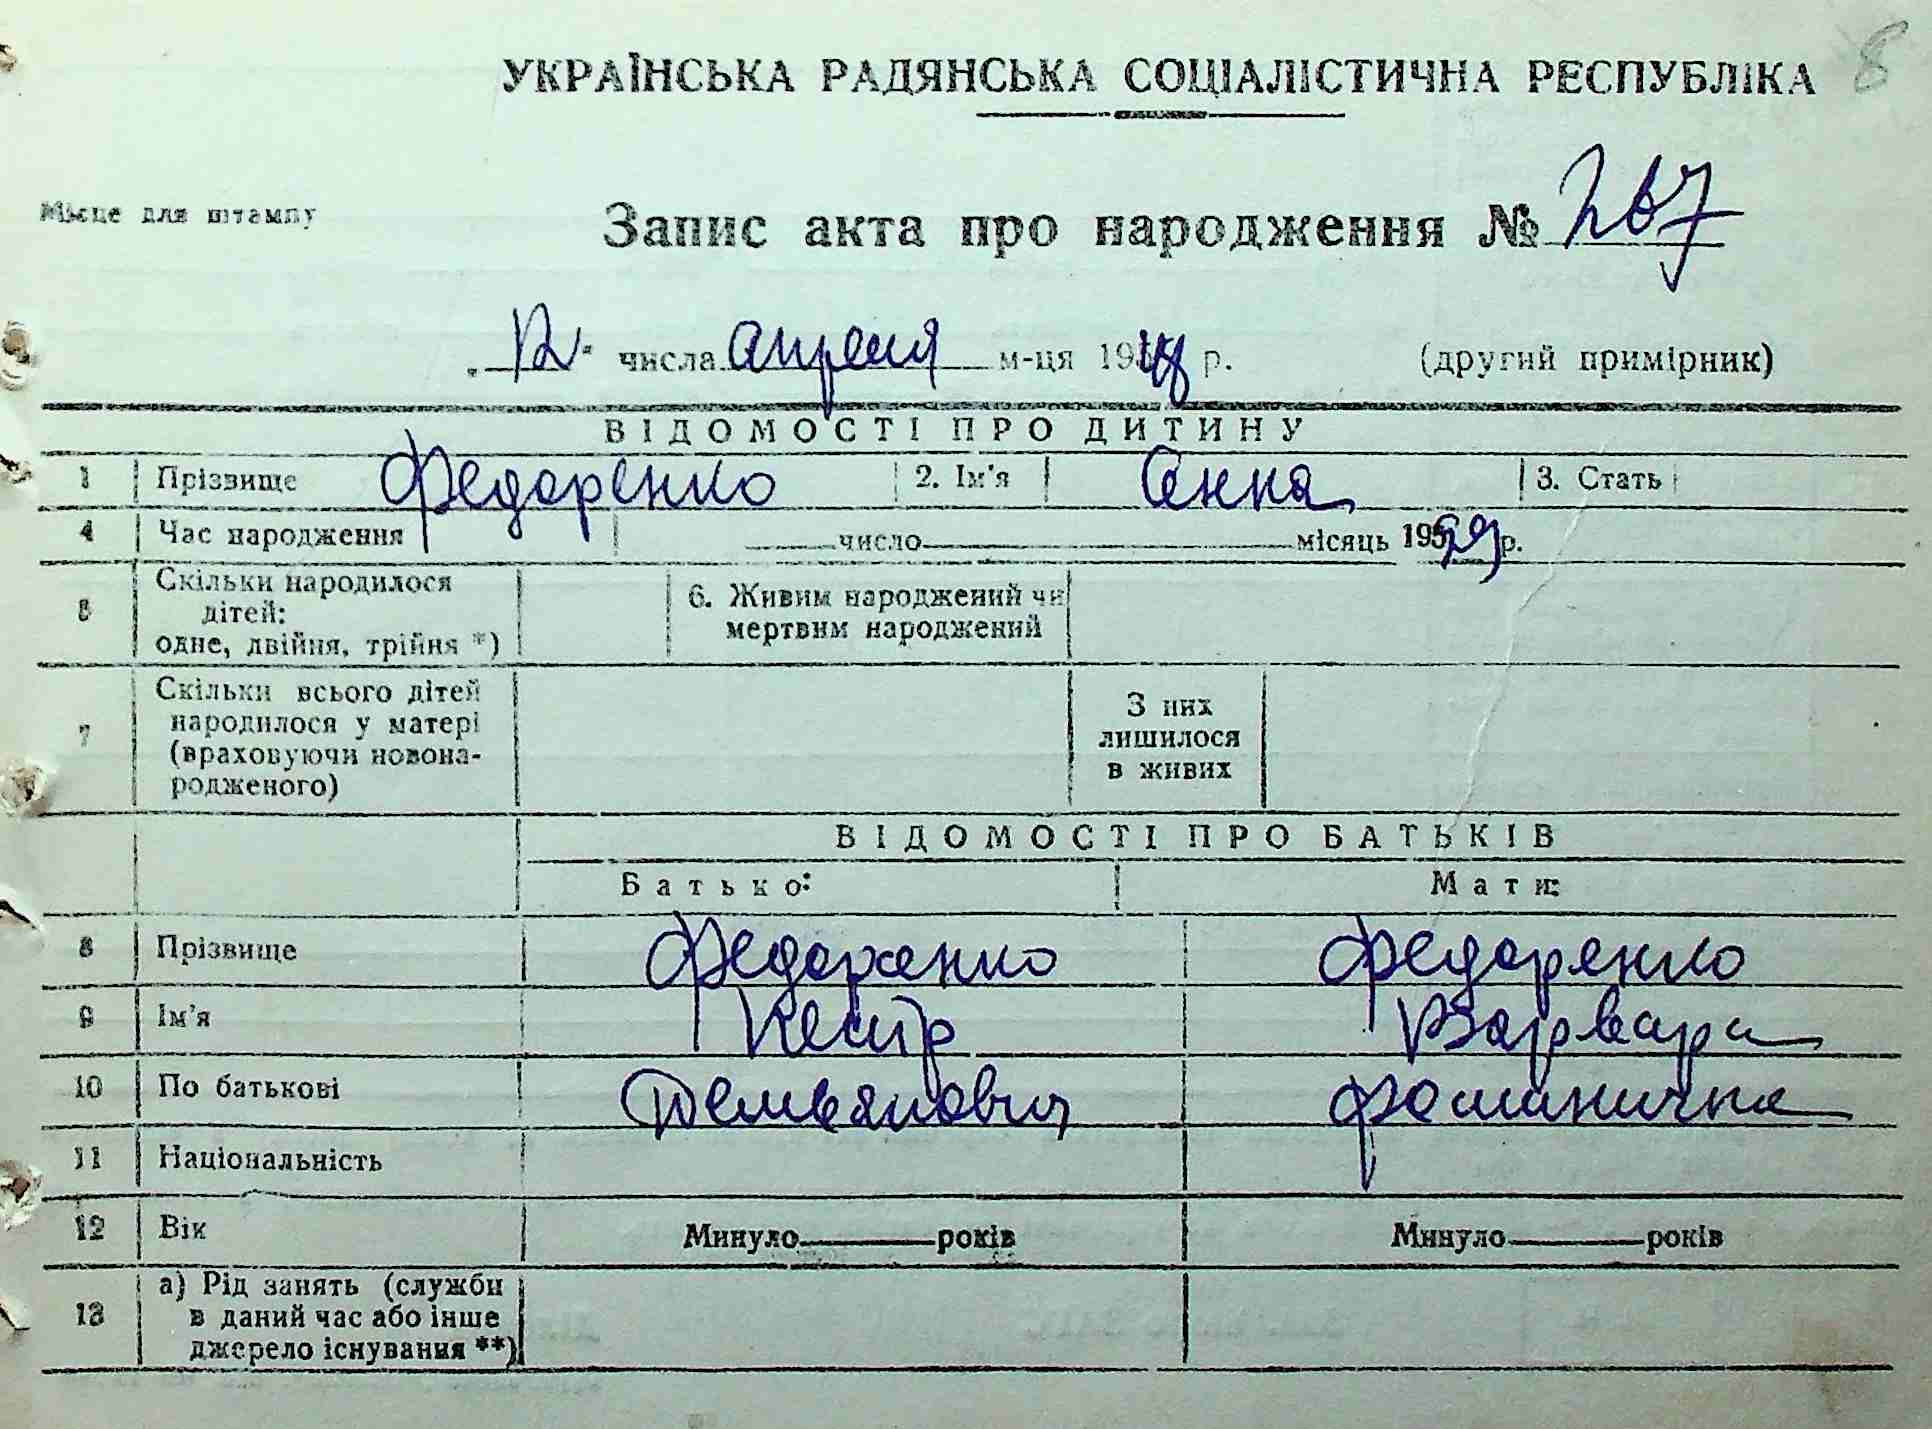 8
УКРАЇНСЬКА РАДЯНСЬКА СОЦІАЛІСТИЧНА РЕСПУБЛІКА
Місце для штампу
Запис акта про народження № 267
12 числа апреля м-ця 19 р.
(другий примірник)
ВІДОМОСТІ ПРО ДИТИНУ
1 Прізвище Федоренко 2. Ім'я Анна 3. Стать
4 Час народження число місяць 1929 р.
5 Скільки народилося дітей: одне, двійня, трійня *) 6. Живим народжений чи мертвим народжений
7 Скільки всього дітей народилося у матері (враховуючи новонародженого) З них лишилося в живих
ВІДОМОСТІ ПРО БАТЬКІВ
Батько: Мати:
8 Прізвище Федоренко Федоренко
9 Ім'я Петр Варвара
10 По батькові Демьянович Фоминична
11 Національність
12 Вік Минуло років Минуло років
13 а) Рід занять (служби в даний час або інше джерело існування **)